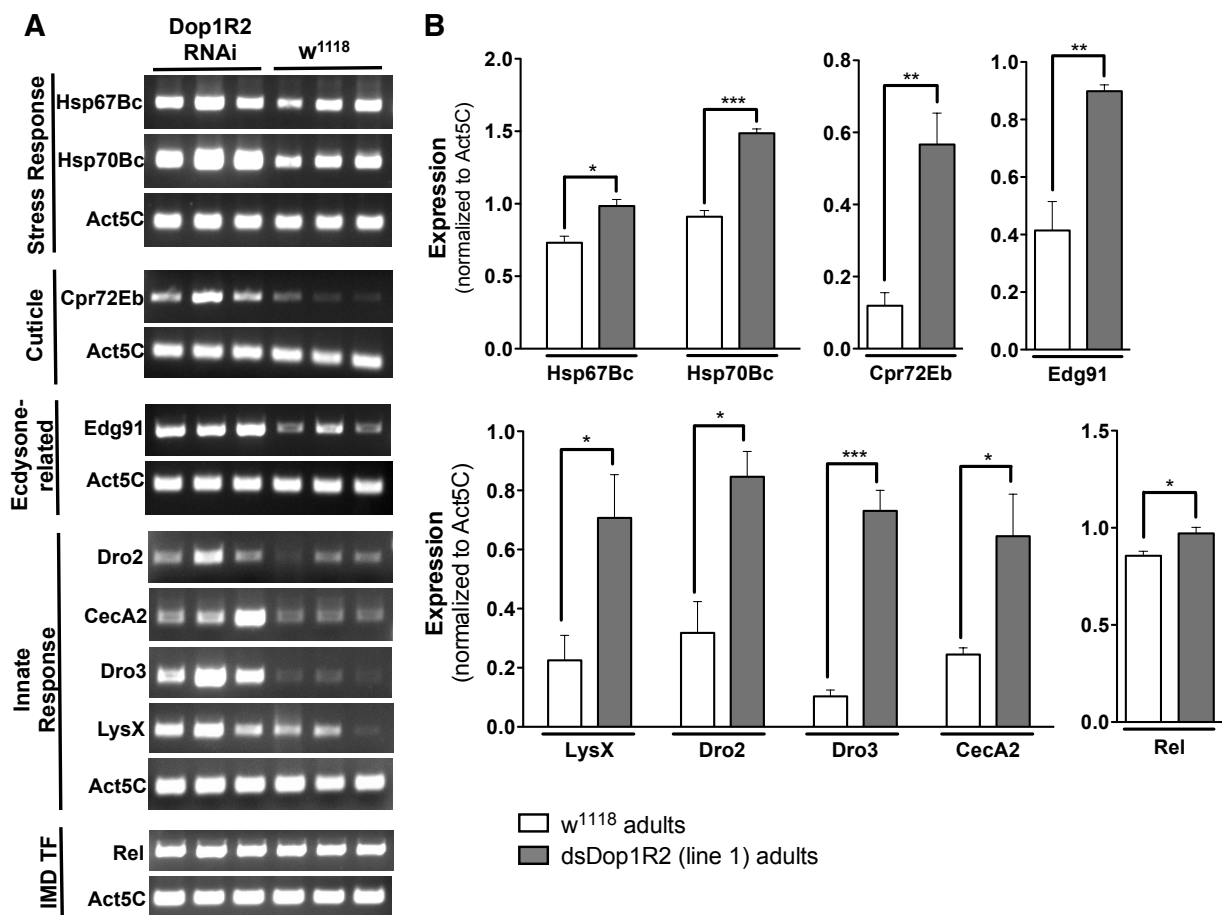 A
Dop1R2
RNAi
w1118
Stress Response
Hsp67Bc
Hsp70Bc
Act5C
Cuticle
Cpr72Eb
Act5C
Ecdysone-
related
Edg91
Act5C
Innate
Response
Dro2
CecA2
Dro3
LysX
Act5C
IMD TF
Rel
Act5C
B
Expression
(normalized to Act5C)
2.0
1.5
1.0
0.5
0.0
*
***
Hsp67Bc
Hsp70Bc
0.8
0.6
0.4
0.2
0.0
**
Cpr72Eb
1.0
0.8
0.6
0.4
0.2
0.0
**
Edg91
Expression
(normalized to Act5C)
1.0
0.8
0.6
0.4
0.2
0.0
*
*
***
*
LysX
Dro2
Dro3
CecA2
1.5
1.0
0.5
0.0
*
Rel
w1118 adults
dsDop1R2 (line 1) adults